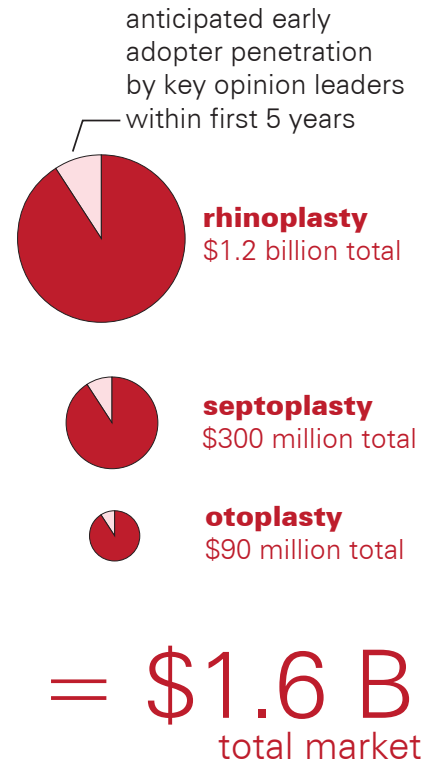 anticipated early
adopter penetration
by key opinion leaders
within first 5 years
rhinoplasty
$1.2 billion total
septoplasty
$300 million total
otoplasty
$90 million total
= $1.6 B
total market